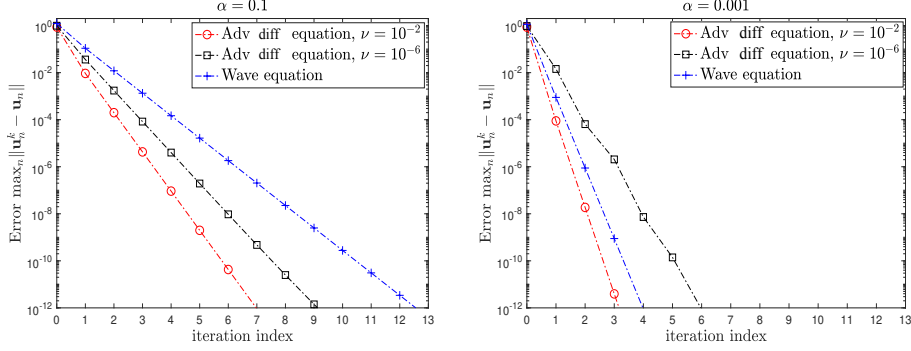 α = 0.1
Error max_n ‖u_n^k − u_n‖
10^0
10^-2
10^-4
10^-6
10^-8
10^-10
10^-12
Adv diff equation, ν = 10^-2
Adv diff equation, ν = 10^-6
Wave equation
0 1 2 3 4 5 6 7 8 9 10 11 12 13
iteration index
α = 0.001
Error max_n ‖u_n^k − u_n‖
10^0
10^-2
10^-4
10^-6
10^-8
10^-10
10^-12
Adv diff equation, ν = 10^-2
Adv diff equation, ν = 10^-6
Wave equation
0 1 2 3 4 5 6 7 8 9 10 11 12 13
iteration index